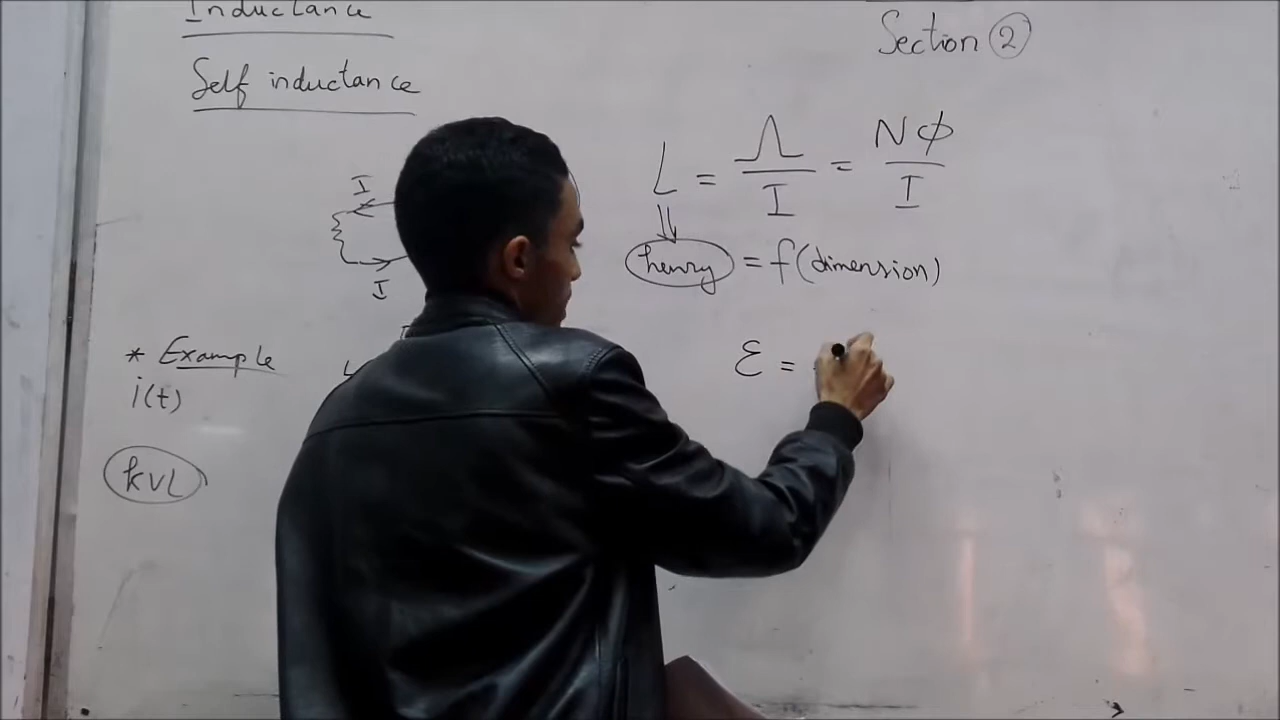 Inductance
Section 2
Self inductance
L = Λ / I = NΦ / I
I
henry = f(dimension)
I
ε =
* Example
i(t)
KVL